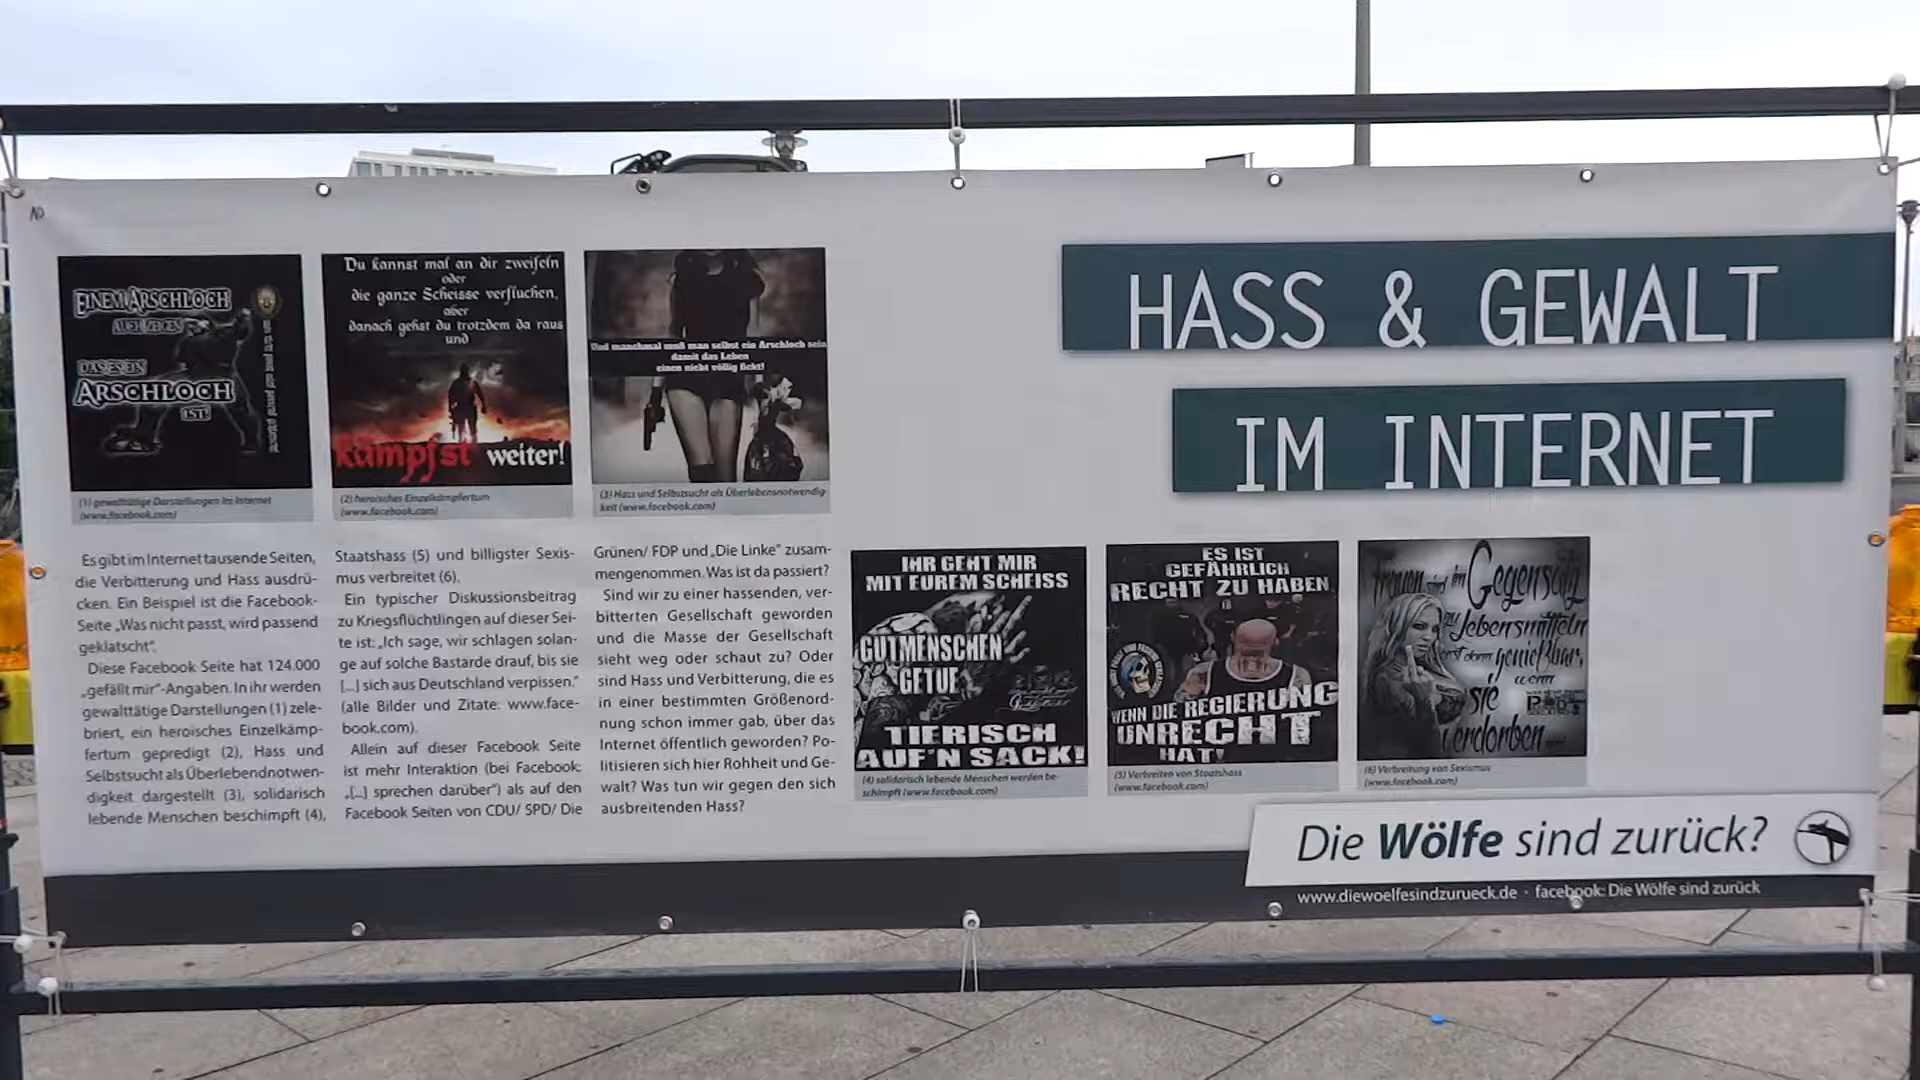 HASS & GEWALT
IM INTERNET
EINEM ARSCHLOCH
AUFZUZEIGEN
DAS ES EIN
ARSCHLOCH
IST!
(1) gewalttätige Darstellungen im Internet
(www.facebook.com)
Du kannst mal an dir zweifeln
oder
die ganze Scheisse verfluchen,
aber
danach gehst du trotzdem da raus
und
kämpfst weiter!
(2) heroisches Einzelkämpfertum
(www.facebook.com)
Und manchmal muß man selbst ein Arschloch sein
damit das Leben
einen nicht völlig fickt!
(3) Hass und Selbstsucht als Überlebensnotwendig-
keit (www.facebook.com)
Es gibt im Internet tausende Seiten,
die Verbitterung und Hass ausdrü-
cken. Ein Beispiel ist die Facebook-
Seite „Was nicht passt, wird passend
geklatscht“.
Diese Facebook Seite hat 124.000
„gefällt mir“-Angaben. In ihr werden
gewalttätige Darstellungen (1) zele-
briert, ein heroisches Einzelkämp-
fertum gepredigt (2), Hass und
Selbstsucht als Überlebendnotwen-
digkeit dargestellt (3), solidarisch
lebende Menschen beschimpft (4),
Staatshass (5) und billigster Sexis-
mus verbreitet (6).
Ein typischer Diskussionsbeitrag
zu Kriegsflüchtlingen auf dieser Sei-
te ist: „Ich sage, wir schlagen solan-
ge auf solche Bastarde drauf, bis sie
[...] sich aus Deutschland verpissen.“
(alle Bilder und Zitate: www.face-
book.com).
Allein auf dieser Facebook Seite
ist mehr Interaktion (bei Facebook:
„[...] sprechen darüber“) als auf den
Facebook Seiten von CDU/ SPD/ Die
Grünen/ FDP und „Die Linke“ zusam-
mengenommen. Was ist da passiert?
Sind wir zu einer hassenden, ver-
bitterten Gesellschaft geworden
und die Masse der Gesellschaft
sieht weg oder schaut zu? Oder
sind Hass und Verbitterung, die es
in einer bestimmten Größenord-
nung schon immer gab, über das
Internet öffentlich geworden? Po-
litisieren sich hier Rohheit und Ge-
walt? Was tun wir gegen den sich
ausbreitenden Hass?
IHR GEHT MIR
MIT EUREM SCHEISS
GUTMENSCHEN
GETUE
TIERISCH
AUF'N SACK!
(4) solidarisch lebende Menschen werden be-
schimpft (www.facebook.com)
ES IST
GEFÄHRLICH
RECHT ZU HABEN
WENN DIE REGIERUNG
UNRECHT
HAT!
(5) Verbreiten von Staatshass
(www.facebook.com)
Frauen sind im Gegensatz
zu Lebensmitteln
erst dann genießbar,
wenn
sie
verdorben
(6) Verbreitung von Sexismus
(www.facebook.com)
Die Wölfe sind zurück?
www.diewoelfesindzurueck.de · facebook: Die Wölfe sind zurück